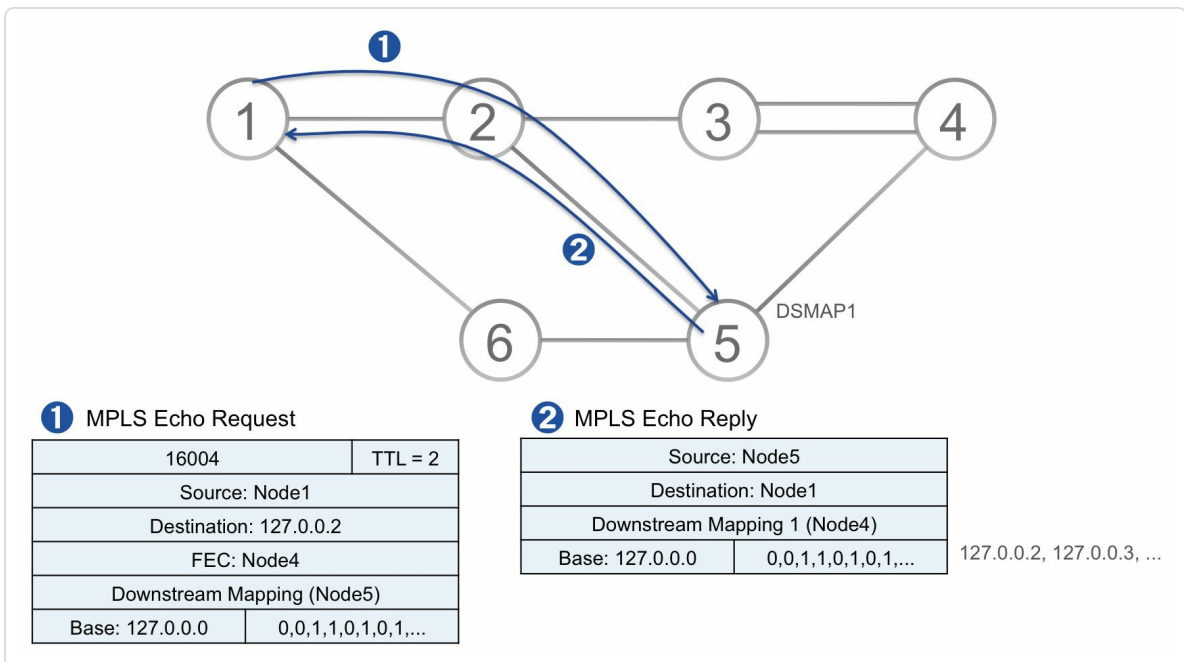 1
1
2
3
4
2
DSMAP1
6
5
1 MPLS Echo Request
16004 TTL = 2
Source: Node1
Destination: 127.0.0.2
FEC: Node4
Downstream Mapping (Node5)
Base: 127.0.0.0 0,0,1,1,0,1,0,1,...
2 MPLS Echo Reply
Source: Node5
Destination: Node1
Downstream Mapping 1 (Node4)
Base: 127.0.0.0 0,0,1,1,0,1,0,1,... 127.0.0.2, 127.0.0.3, ...